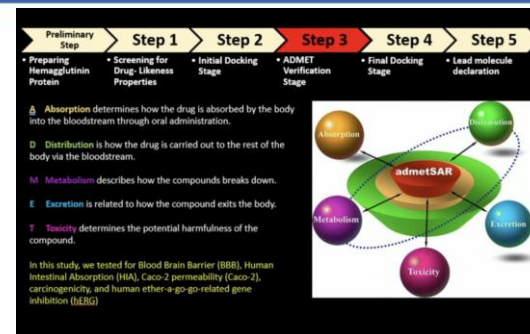 Preliminary
Step
Step 1
Step 2
Step 3
Step 4
Step 5
• Preparing
Hemagglutinin
Protein
• Screening for
Drug- Likeness
Properties
• Initial Docking
Stage
• ADMET
Verification
Stage
• Final Docking
Stage
• Lead molecule
declaration
A Absorption determines how the drug is absorbed by the body
into the bloodstream through oral administration.
D Distribution is how the drug is carried out to the rest of the
body via the bloodstream.
M Metabolism describes how the compounds breaks down.
E Excretion is related to how the compound exits the body.
T Toxicity determines the potential harmfulness of the
compound.
In this study, we tested for Blood Brain Barrier (BBB), Human
Intestinal Absorption (HIA), Caco-2 permeability (Caco-2),
carcinogenicity, and human ether-a-go-go-related gene
inhibition (hERG)
Absorption
Distribution
admetSAR
Metabolism
Excretion
Toxicity